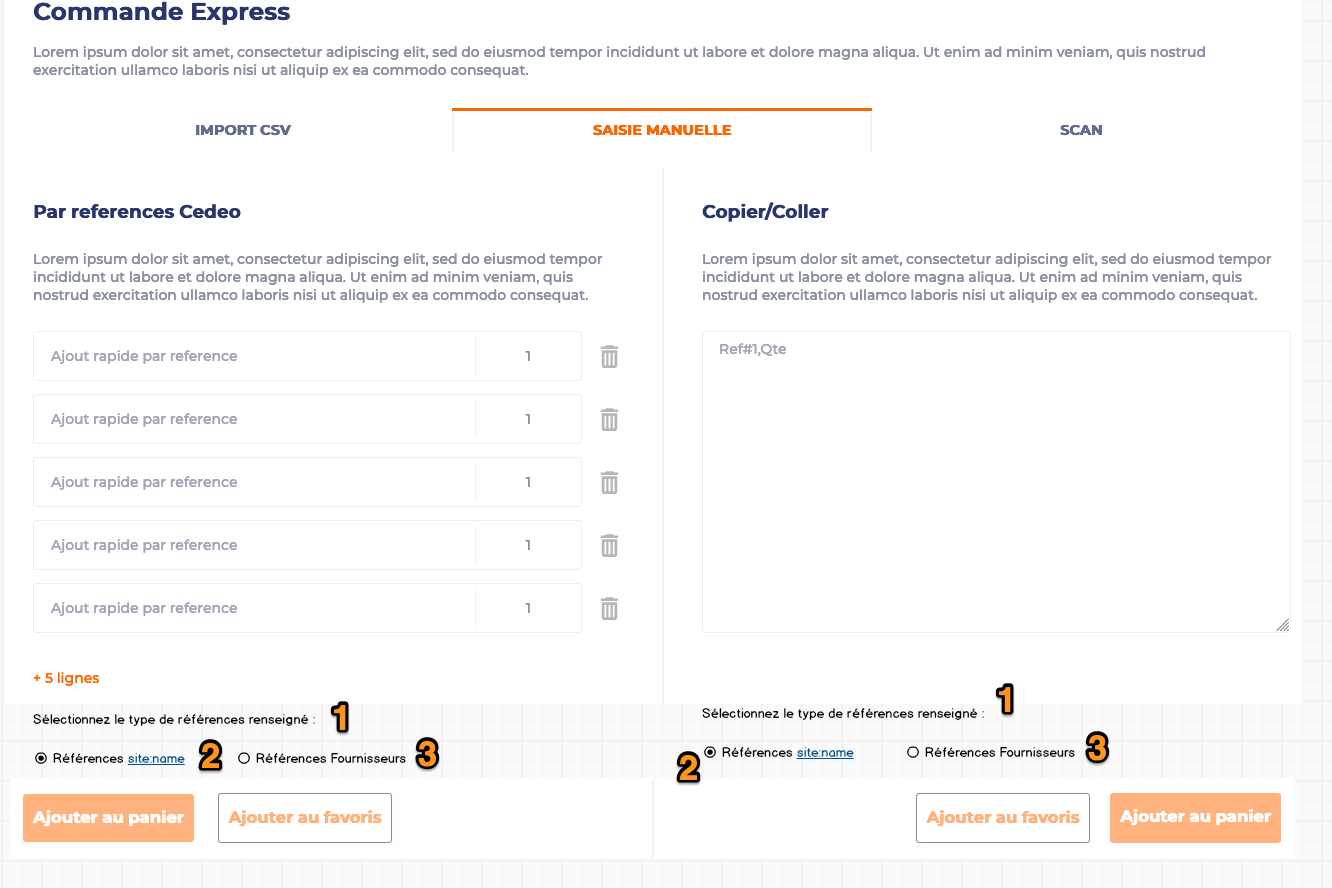 Commande Express
Lorem ipsum dolor sit amet, consectetur adipiscing elit, sed do eiusmod tempor incididunt ut labore et dolore magna aliqua. Ut enim ad minim veniam, quis nostrud
exercitation ullamco laboris nisi ut aliquip ex ea commodo consequat.
IMPORT CSV
SAISIE MANUELLE
SCAN
Par references Cedeo
Lorem ipsum dolor sit amet, consectetur adipiscing elit, sed do eiusmod tempor
incididunt ut labore et dolore magna aliqua. Ut enim ad minim veniam, quis
nostrud exercitation ullamco laboris nisi ut aliquip ex ea commodo consequat.
Ajout rapide par reference 1
Ajout rapide par reference 1
Ajout rapide par reference 1
Ajout rapide par reference 1
Ajout rapide par reference 1
+ 5 lignes
Sélectionnez le type de références renseigné : 1
Références site:name 2 Références Fournisseurs 3
Ajouter au panier
Ajouter au favoris
Copier/Coller
Lorem ipsum dolor sit amet, consectetur adipiscing elit, sed do eiusmod tempor
incididunt ut labore et dolore magna aliqua. Ut enim ad minim veniam, quis
nostrud exercitation ullamco laboris nisi ut aliquip ex ea commodo consequat.
Ref#1,Qte
Sélectionnez le type de références renseigné : 1
2 Références site:name Références Fournisseurs 3
Ajouter au favoris
Ajouter au panier